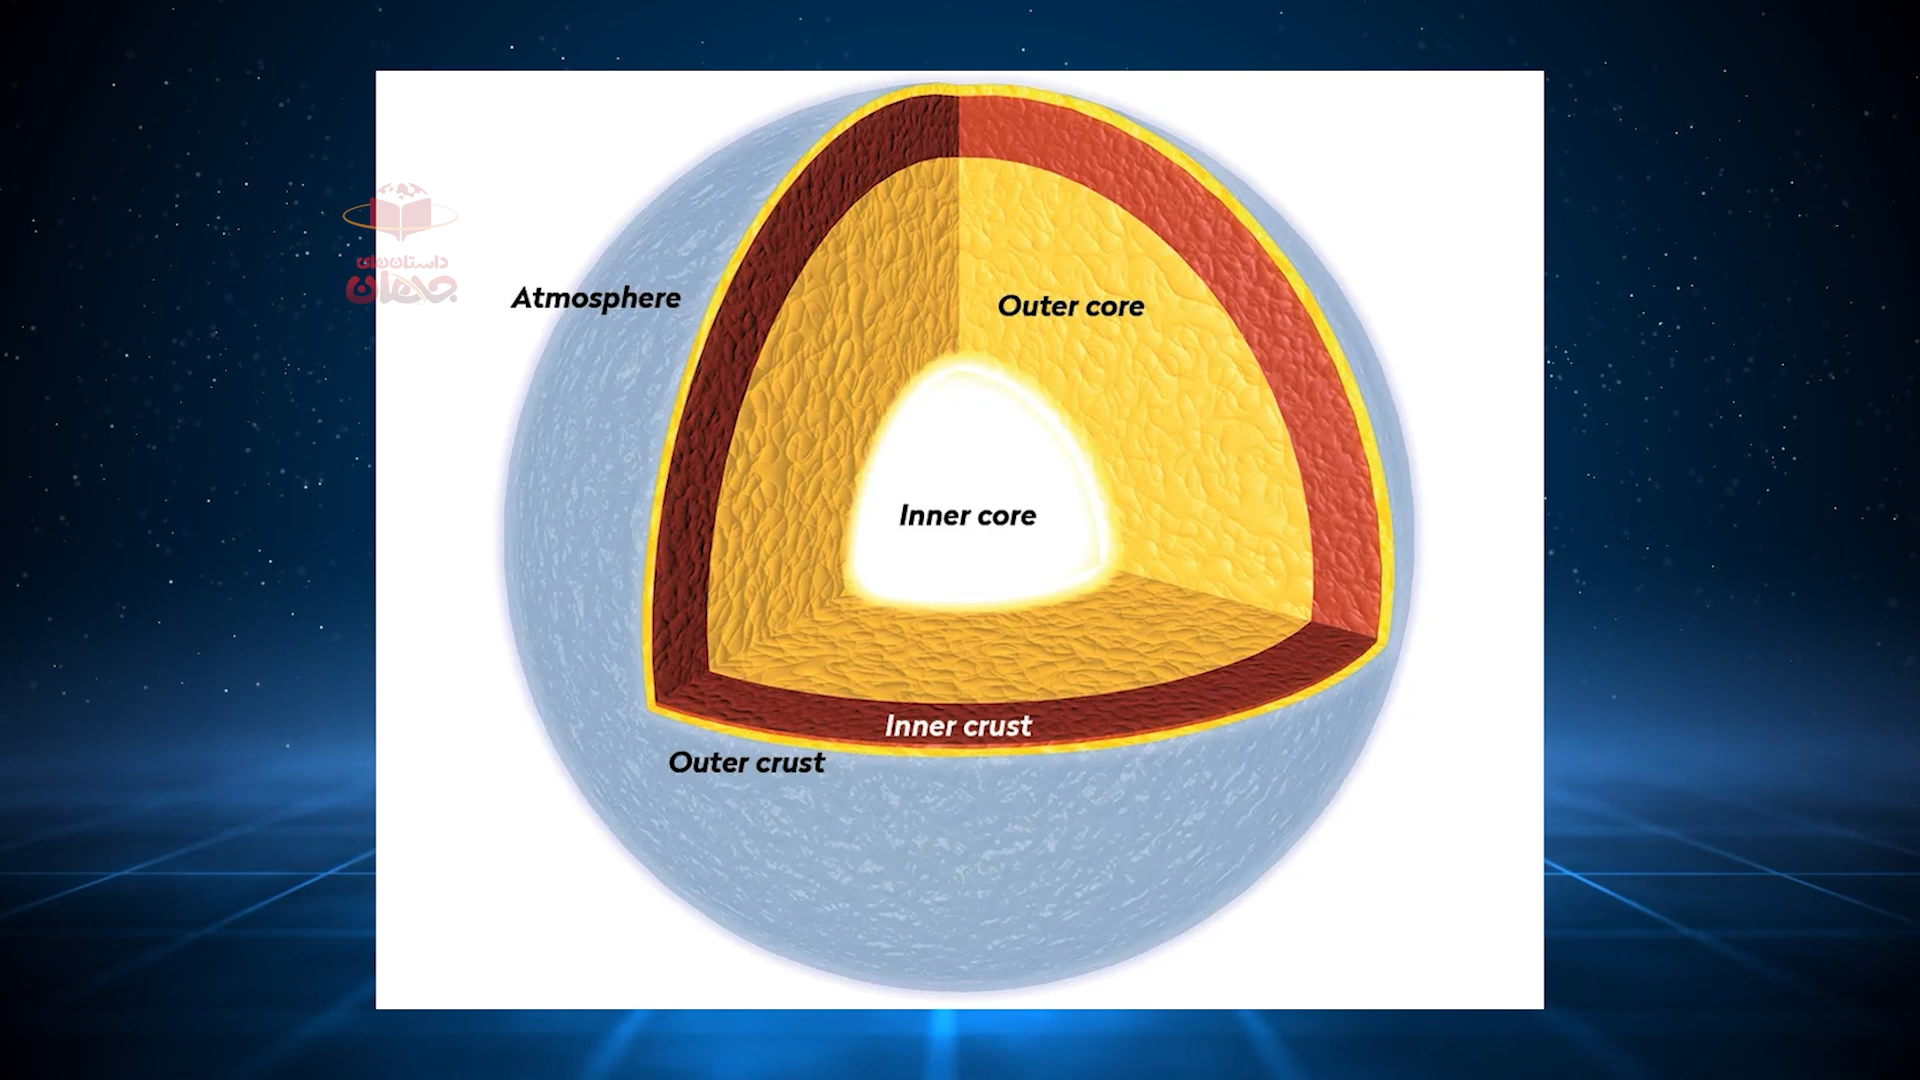 داستان‌های
جهان
Atmosphere
Outer core
Inner core
Inner crust
Outer crust